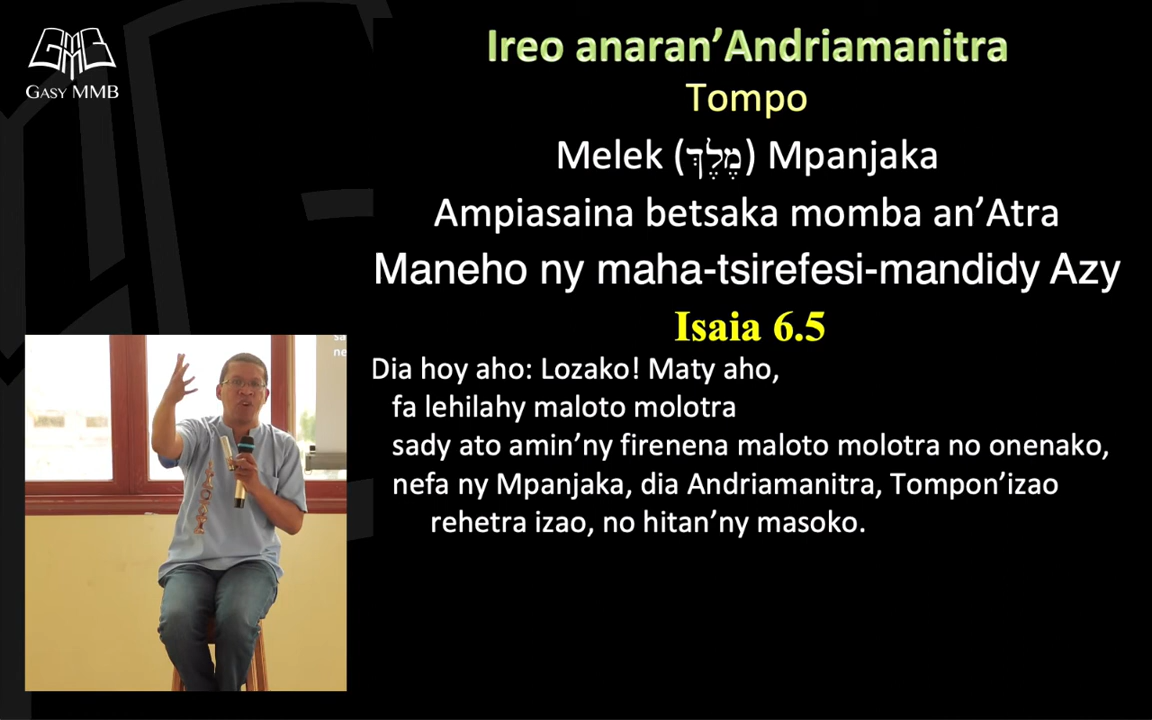 GASY MMB
Ireo anaran’Andriamanitra
Tompo
Melek (מֶלֶךְ) Mpanjaka
Ampiasaina betsaka momba an’Atra
Maneho ny maha-tsirefesi-mandidy Azy
Isaia 6.5
Dia hoy aho: Lozako! Maty aho,
fa lehilahy maloto molotra
sady ato amin’ny firenena maloto molotra no onenako,
nefa ny Mpanjaka, dia Andriamanitra, Tompon’izao
rehetra izao, no hitan’ny masoko.
sa
ne